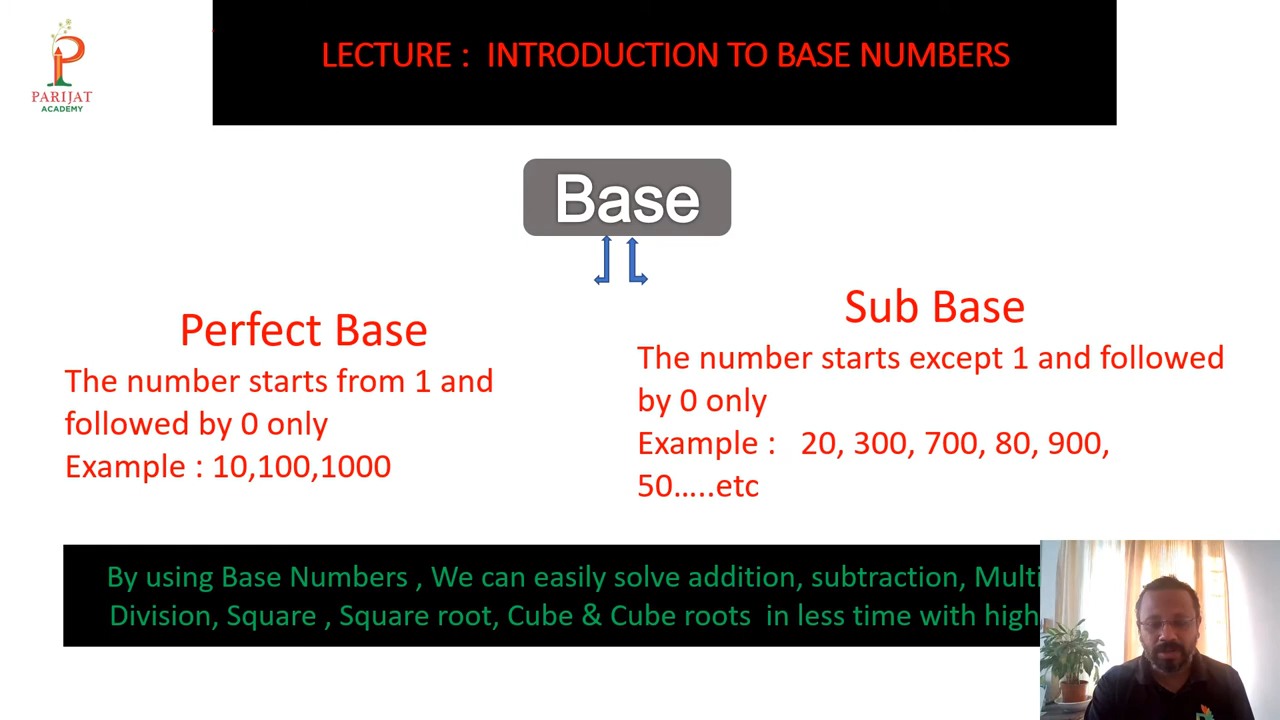 PARIJAT
ACADEMY
LECTURE : INTRODUCTION TO BASE NUMBERS
Base
Perfect Base
The number starts from 1 and
followed by 0 only
Example : 10,100,1000
Sub Base
The number starts except 1 and followed
by 0 only
Example : 20, 300, 700, 80, 900,
50…..etc
By using Base Numbers , We can easily solve addition, subtraction,
Division, Square , Square root, Cube & Cube roots in less time with high